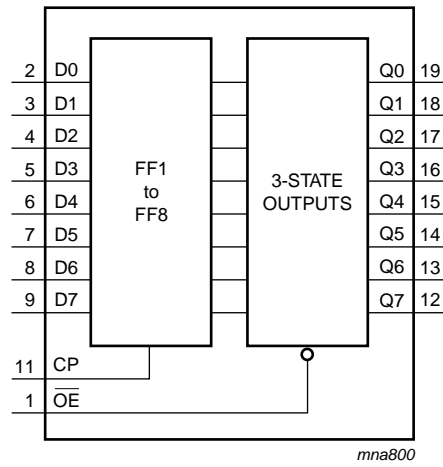 2 D0 Q0 19
3 D1 Q1 18
4 D2 Q2 17
5 D3 Q3 16
6 D4 Q4 15
7 D5 Q5 14
8 D6 Q6 13
9 D7 Q7 12
FF1
to
FF8
3-STATE
OUTPUTS
11 CP
1 O̅E̅
mna800